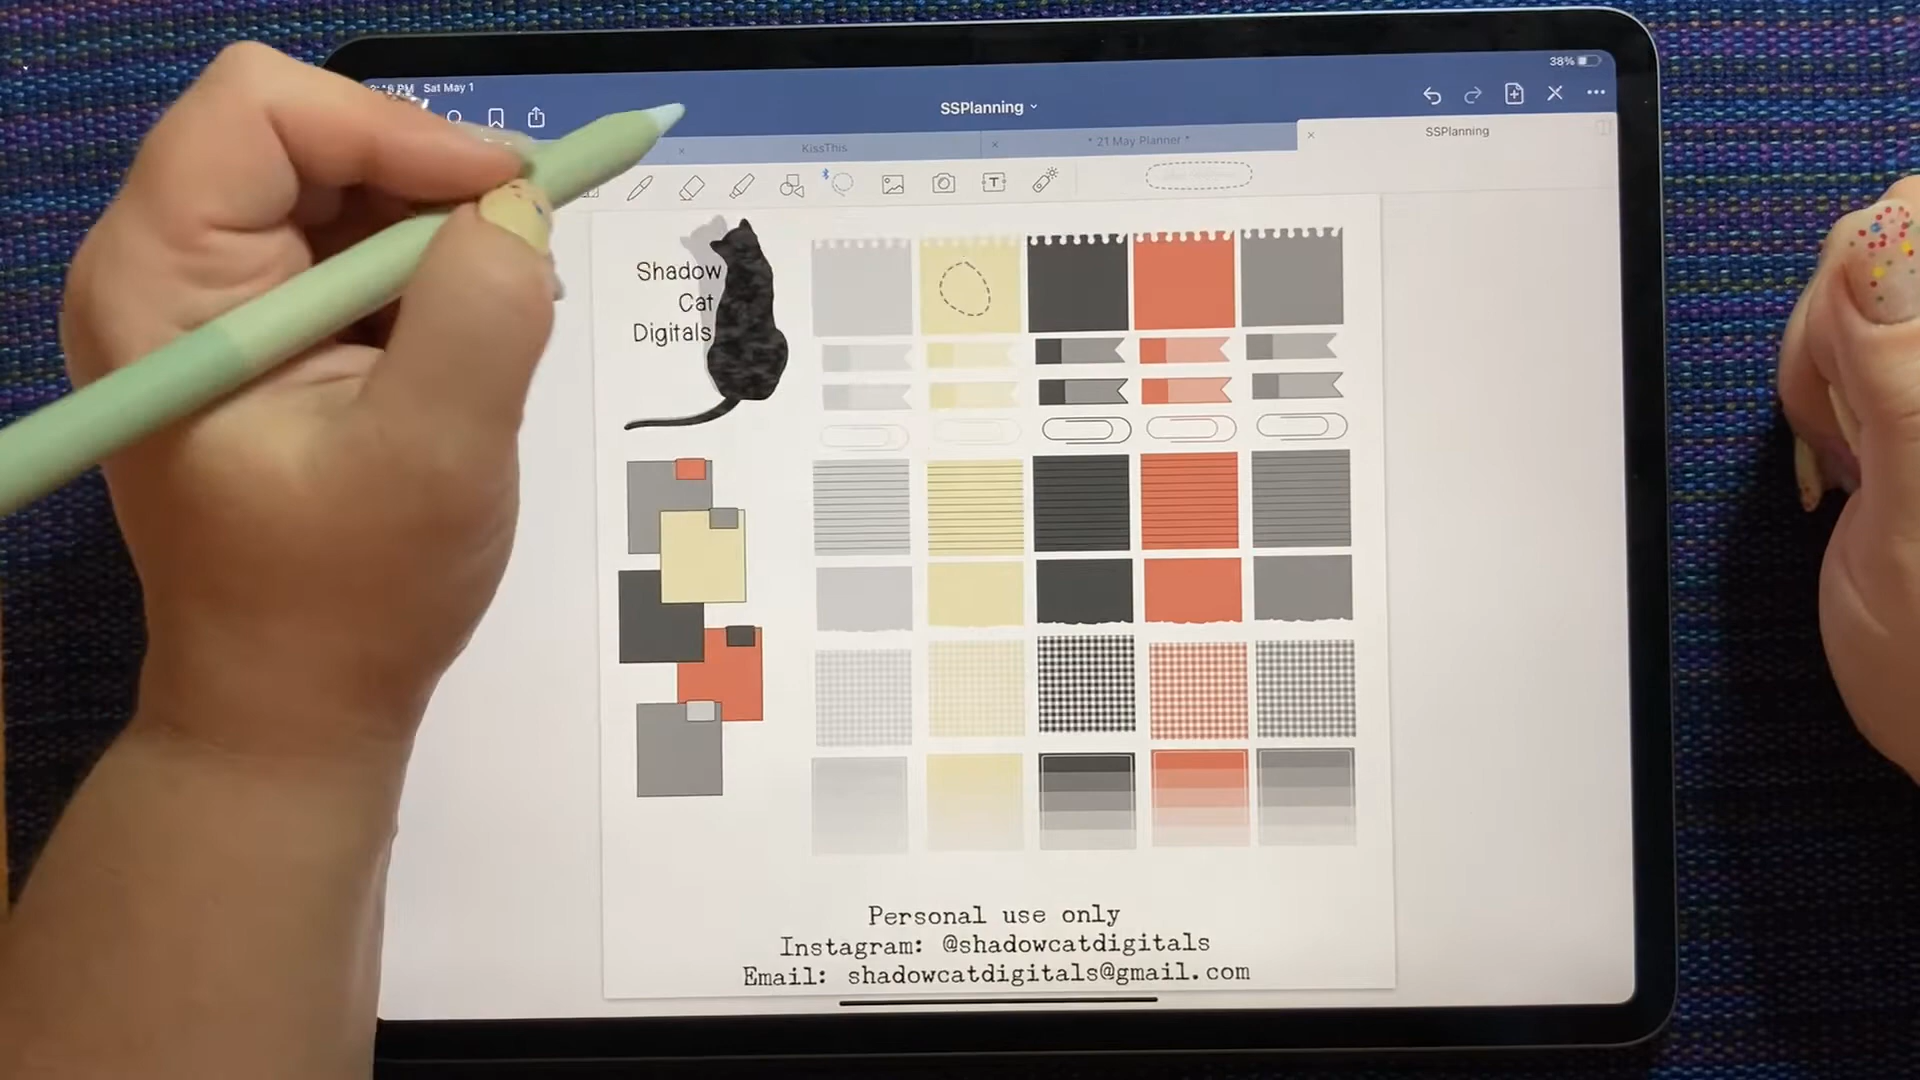 Sat May 1
38%
SSPlanning
KissThis
* 21 May Planner *
SSPlanning
T
Shadow
Cat
Digitals
Personal use only
Instagram: @shadowcatdigitals
Email: shadowcatdigitals@gmail.com